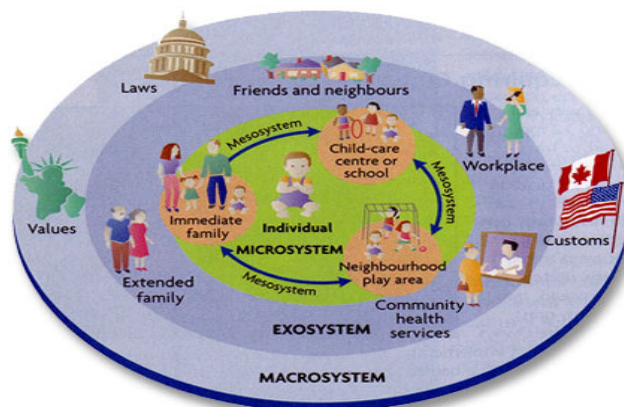 Laws
Friends and neighbours
Mesosystem
Child-care
centre or
school
Workplace
Mesosystem
Values
Immediate
family
Individual
MICROSYSTEM
Customs
Neighbourhood
play area
Mesosystem
Extended
family
Community
health
services
EXOSYSTEM
MACROSYSTEM